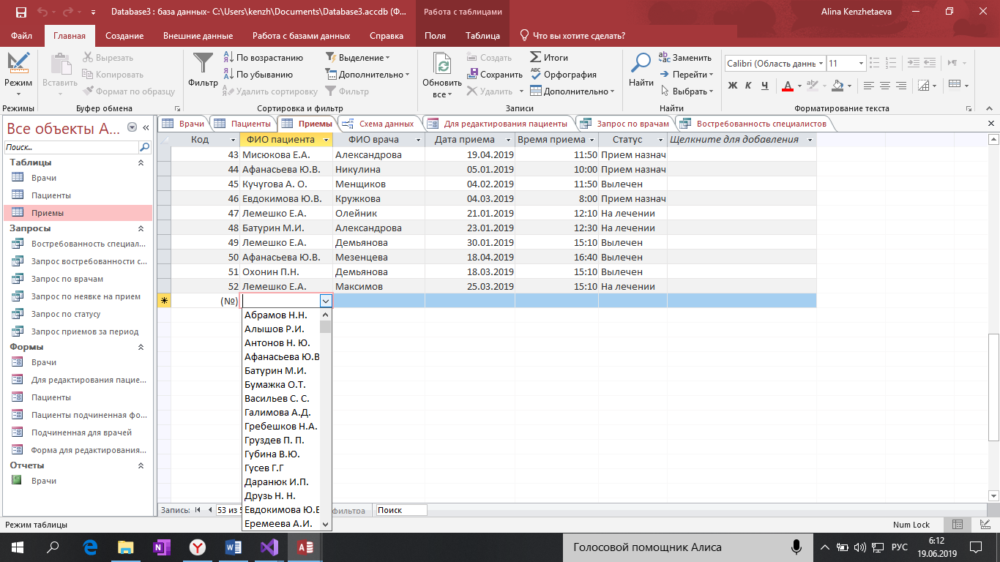 Database3 : база данных- C:\Users\kenzh\Documents\Database3.accdb (Ф...
Работа с таблицами
Alina Kenzhetaeva
Файл Главная Создание Внешние данные Работа с базами данных Справка Поля Таблица Что вы хотите сделать?
Режим
Режимы
Вставить
Вырезать
Копировать
Формат по образцу
Буфер обмена
Фильтр
По возрастанию
По убыванию
Удалить сортировку
Выделение
Дополнительно
Фильтр
Сортировка и фильтр
Обновить
все
Создать
Сохранить
Удалить
Итоги
Орфография
Дополнительно
Записи
Найти
Заменить
Перейти
Выбрать
Найти
Calibri (Область данны
11
Ж К Ч
Форматирование текста
Все объекты A...
Поиск...
Таблицы
Врачи
Пациенты
Приемы
Запросы
Востребованность специал...
Запрос востребованности с...
Запрос по врачам
Запрос по неявке на прием
Запрос по статусу
Запрос приемов за период
Формы
Врачи
Для редактирования пацие...
Пациенты
Пациенты подчиненная фо...
Подчиненная для врачей
Форма для редактирования...
Отчеты
Врачи
Врачи Пациенты Приемы Схема данных Для редактирования пациенты Запрос по врачам Востребованность специалистов
Код ФИО пациента ФИО врача Дата приема Время приема Статус Щелкните для добавления
43 Мисюкова Е.А. Александрова 19.04.2019 11:50 Прием назнач
44 Афанасьева Ю.В. Никулина 05.01.2019 10:00 Прием назнач
45 Кучугова А. О. Менщиков 04.02.2019 11:50 Вылечен
46 Евдокимова Ю.В. Кружкова 04.03.2019 8:00 Прием назнач
47 Лемешко Е.А. Олейник 21.01.2019 12:10 На лечении
48 Батурин М.И. Александрова 23.01.2019 12:30 На лечении
49 Лемешко Е.А. Демьянова 30.01.2019 15:10 Вылечен
50 Афанасьева Ю.В. Мезенцева 18.04.2019 16:40 Вылечен
51 Охонин П.Н. Демьянова 18.03.2019 15:10 Вылечен
52 Лемешко Е.А. Максимов 25.03.2019 15:10 На лечении
(№)
Абрамов Н.Н.
Алышов Р.И.
Антонов Н. Ю.
Афанасьева Ю.В
Батурин М.И.
Бумажка О.Т.
Васильев С. С.
Галимова А.Д.
Гребешков Н.А.
Груздев П. П.
Губина В.Ю.
Гусев Г.Г
Даранюк И.П.
Друзь Н. Н.
Евдокимова Ю.В
Еремеева А.И.
Запись: 53 из фильтра Поиск
Режим таблицы
Num Lock
Голосовой помощник Алиса
РУС
6:12
19.06.2019